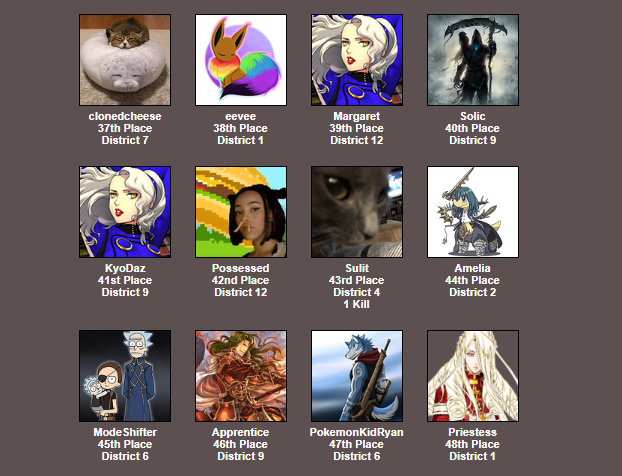 clonedcheese
37th Place
District 7
eevee
38th Place
District 1
Margaret
39th Place
District 12
Solic
40th Place
District 9
KyoDaz
41st Place
District 9
Possessed
42nd Place
District 12
Sulit
43rd Place
District 4
1 Kill
Amelia
44th Place
District 2
ModeShifter
45th Place
District 6
Apprentice
46th Place
District 9
PokemonKidRyan
47th Place
District 6
Priestess
48th Place
District 1